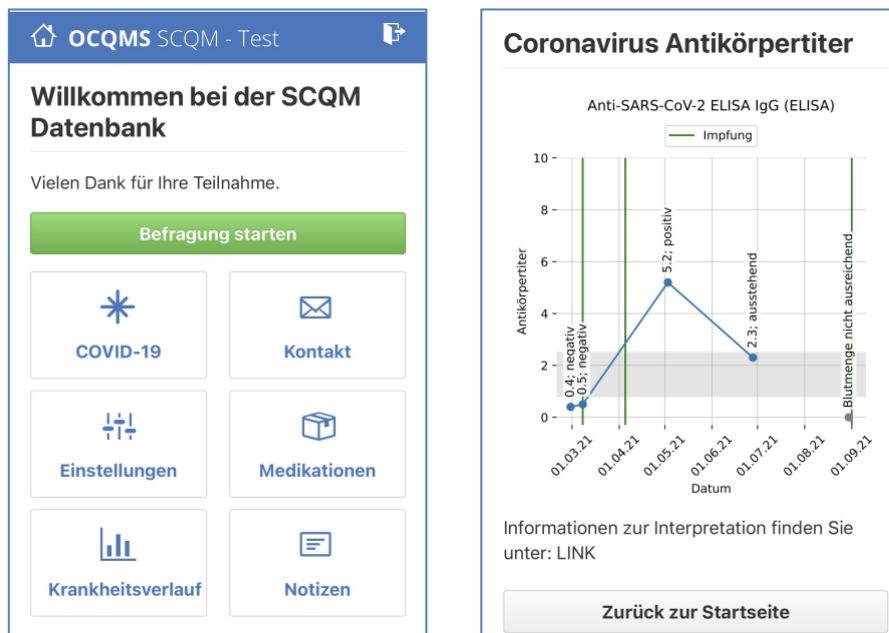 OCQMS SCQM - Test
Willkommen bei der SCQM
Datenbank
Vielen Dank für Ihre Teilnahme.
Befragung starten
COVID-19
Kontakt
Einstellungen
Medikationen
Krankheitsverlauf
Notizen
Coronavirus Antikörpertiter
Anti-SARS-CoV-2 ELISA IgG (ELISA)
Impfung
Antikörpertiter
10
8
6
4
2
0
0.4; negativ
0.5; negativ
5.2; positiv
2.3; ausstehend
Blutmenge nicht ausreichend
01.03.21
01.04.21
01.05.21
01.06.21
01.07.21
01.08.21
01.09.21
Datum
Informationen zur Interpretation finden Sie
unter: LINK
Zurück zur Startseite